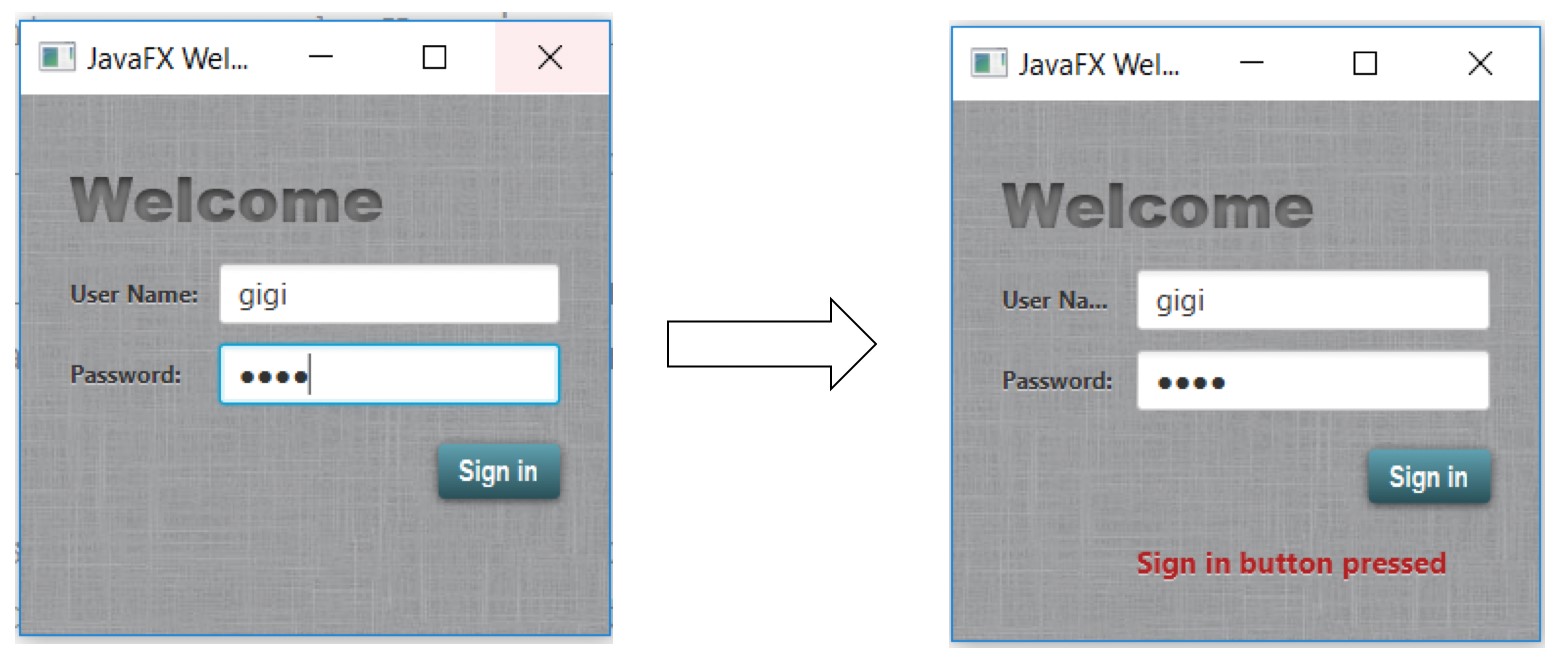 JavaFX Wel...
Welcome
User Name: gigi
Password: ●●●●
Sign in
JavaFX Wel...
Welcome
User Na... gigi
Password: ●●●●
Sign in
Sign in button pressed